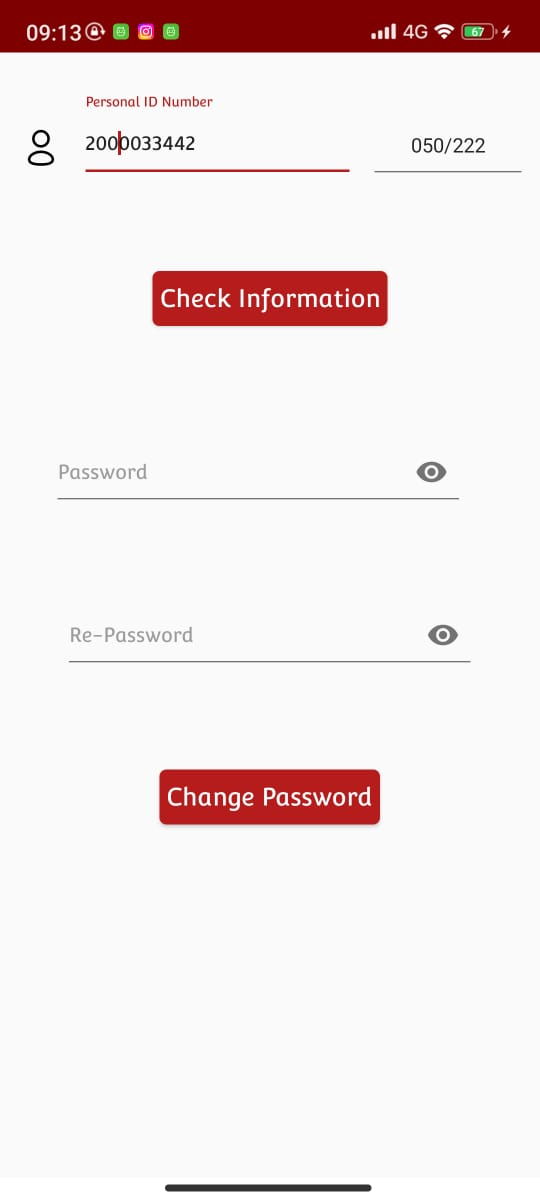 09:13 4G 67
Personal ID Number
2000033442 050/222
Check Information
Password
Re-Password
Change Password